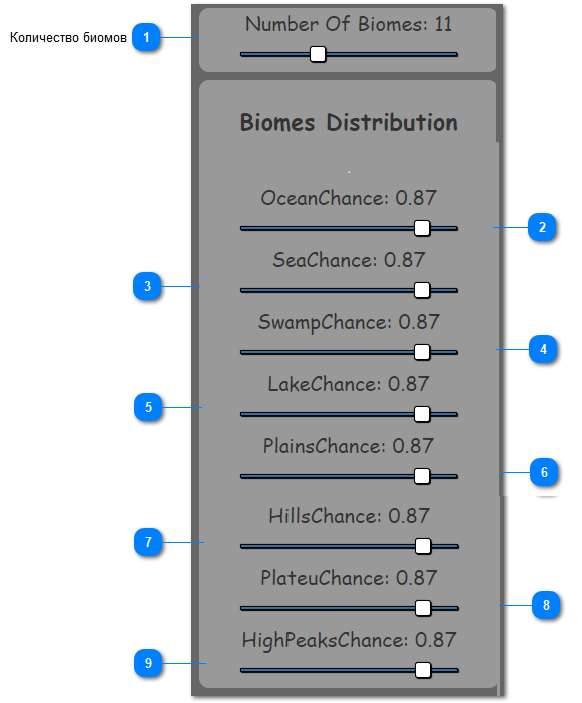 Количество биомов 1
Number Of Biomes: 11
Biomes Distribution
OceanChance: 0.87
2
SeaChance: 0.87
3
SwampChance: 0.87
4
LakeChance: 0.87
5
PlainsChance: 0.87
6
HillsChance: 0.87
7
PlateuChance: 0.87
8
HighPeaksChance: 0.87
9